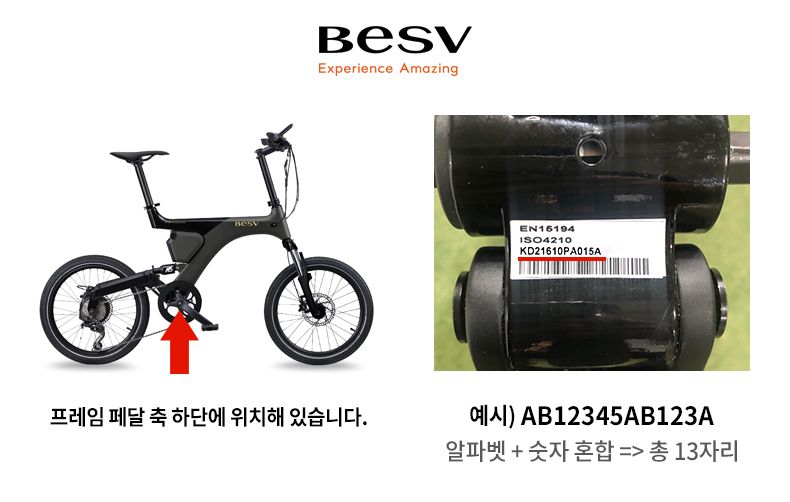 BESV
Experience Amazing
BESV
EN15194
ISO4210
KD21610PA015A
프레임 페달 축 하단에 위치해 있습니다.
예시) AB12345AB123A
알파벳 + 숫자 혼합 => 총 13자리